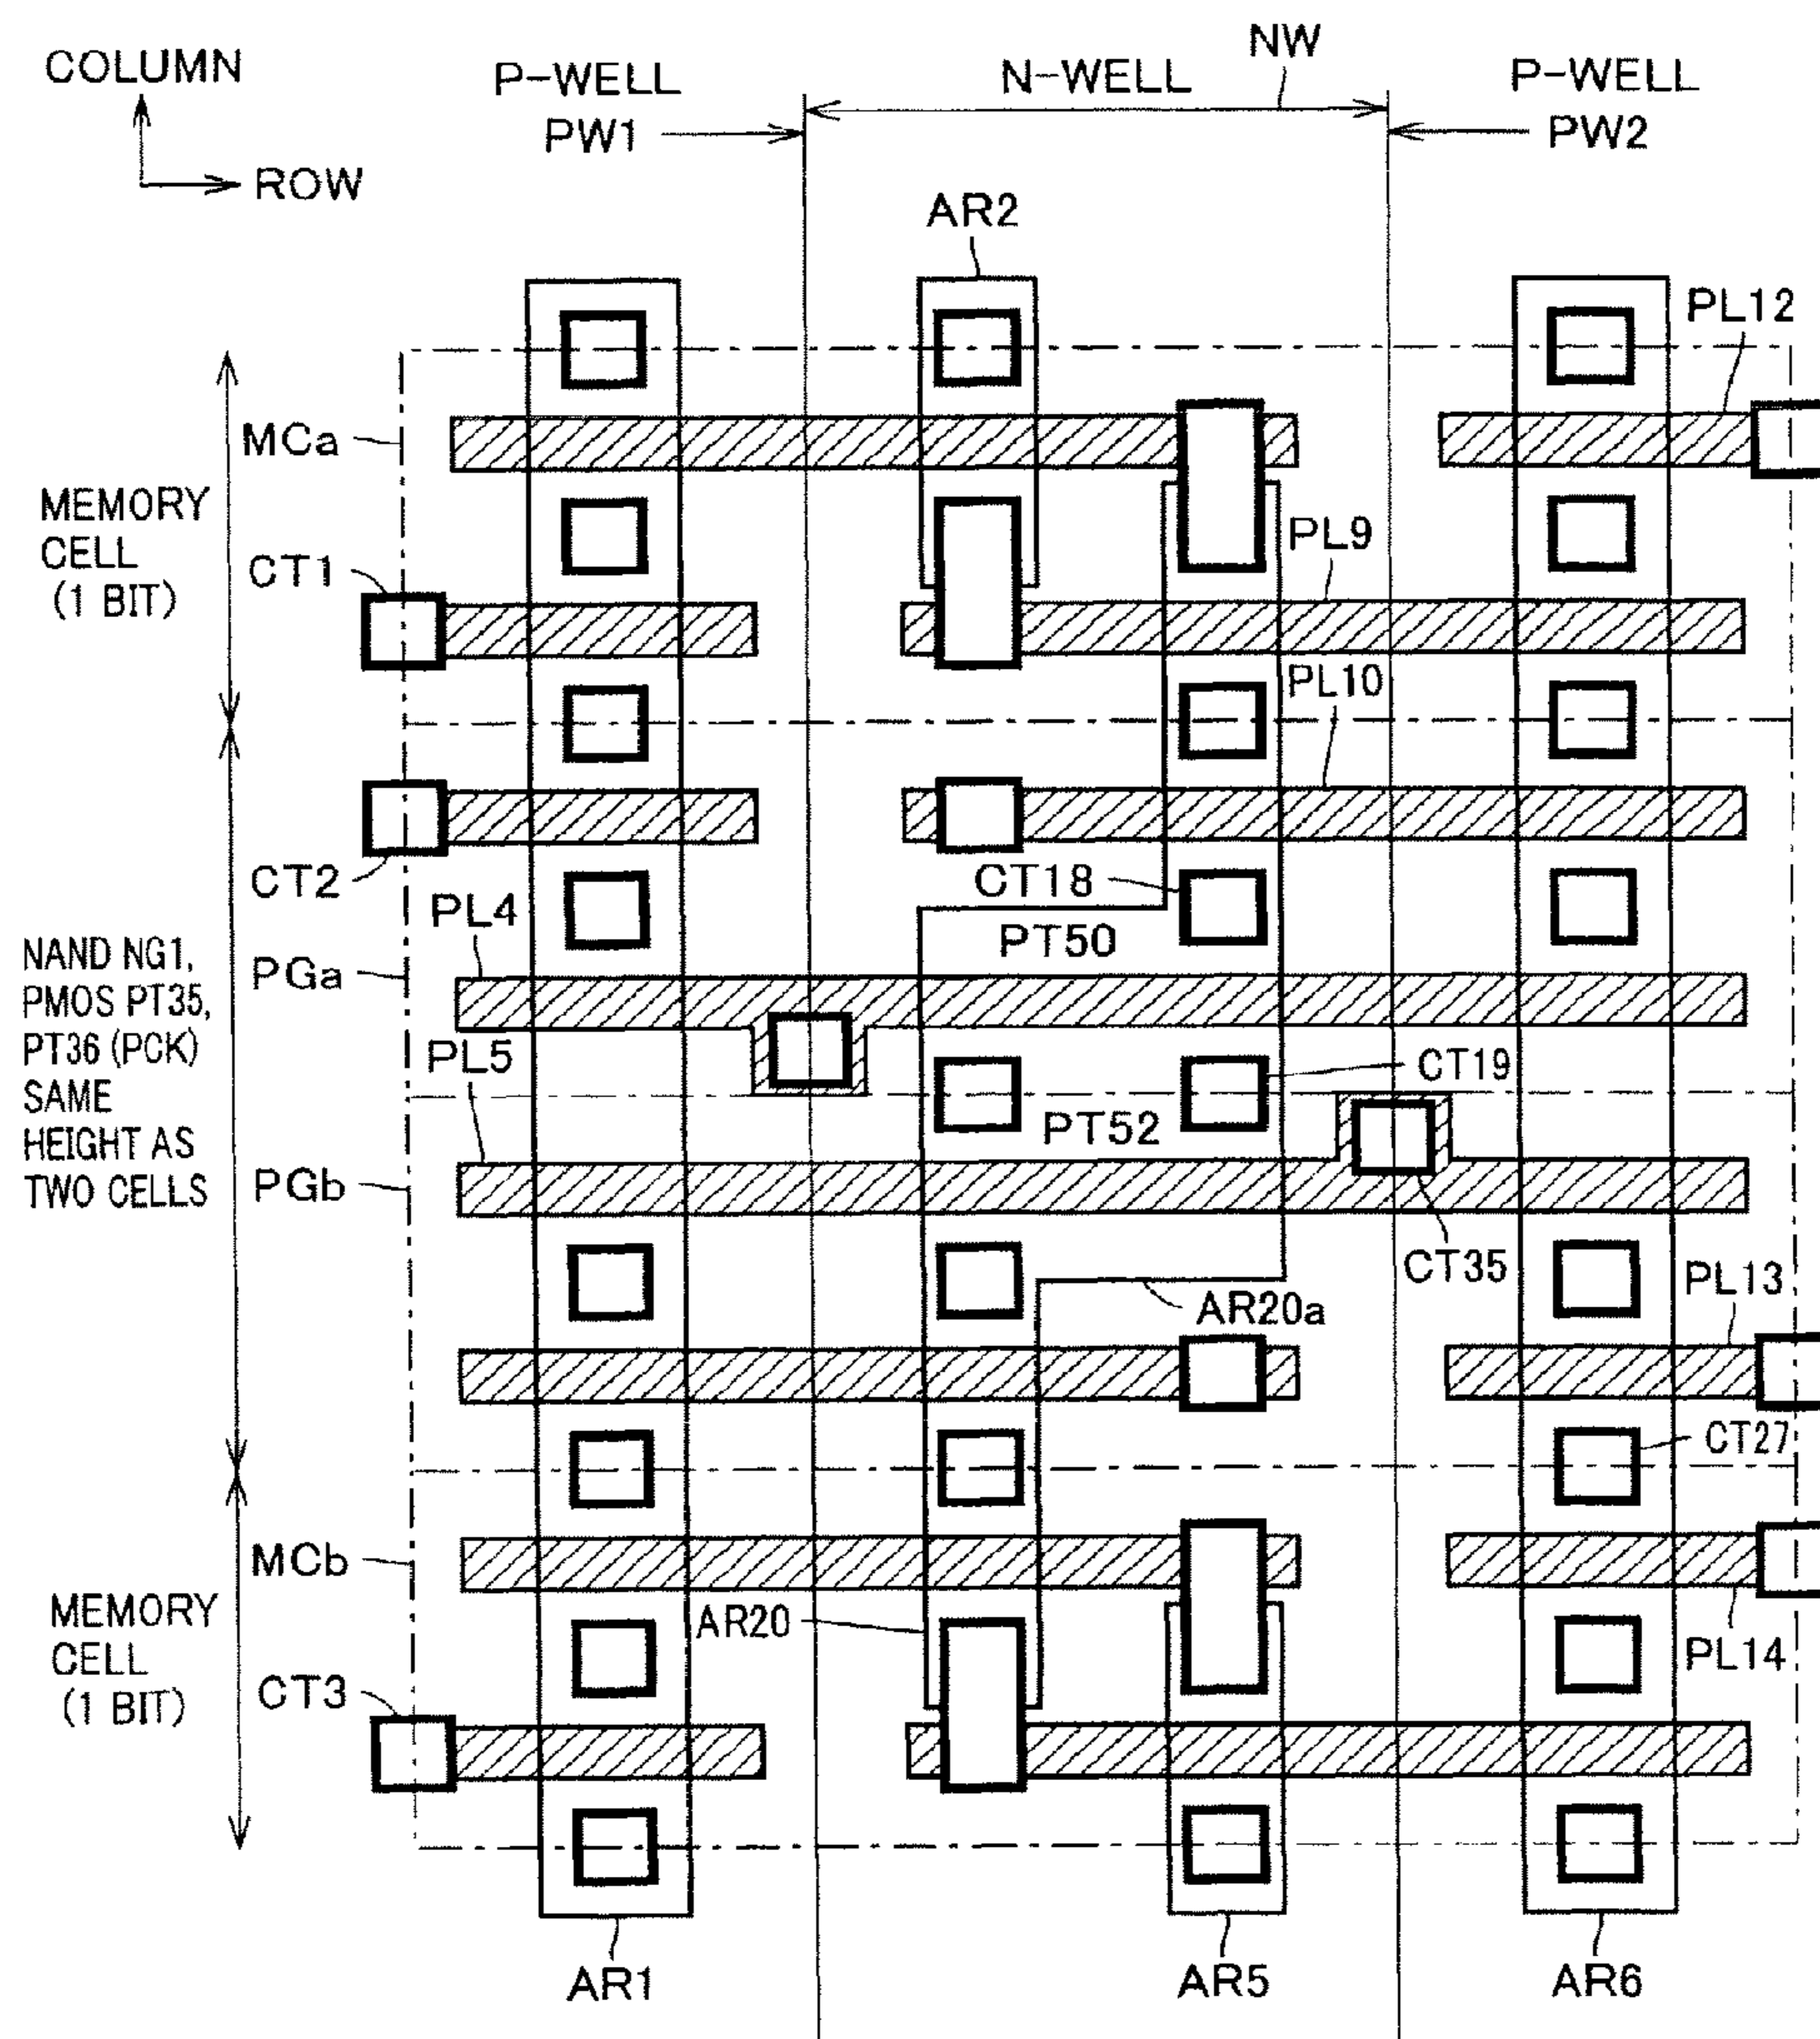 COLUMN
ROW
P-WELL
PW1
N-WELL
NW
P-WELL
PW2
AR2
PL12
MCa
MEMORY
CELL
(1 BIT)
CT1
PL9
PL10
CT2
CT18
PL4
PT50
NAND NG1,
PMOS PT35,
PT36 (PCK)
SAME
HEIGHT AS
TWO CELLS
PGa
PL5
CT19
PT52
PGb
CT35
PL13
AR20a
CT27
MCb
MEMORY
CELL
(1 BIT)
AR20
PL14
CT3
AR1
AR5
AR6